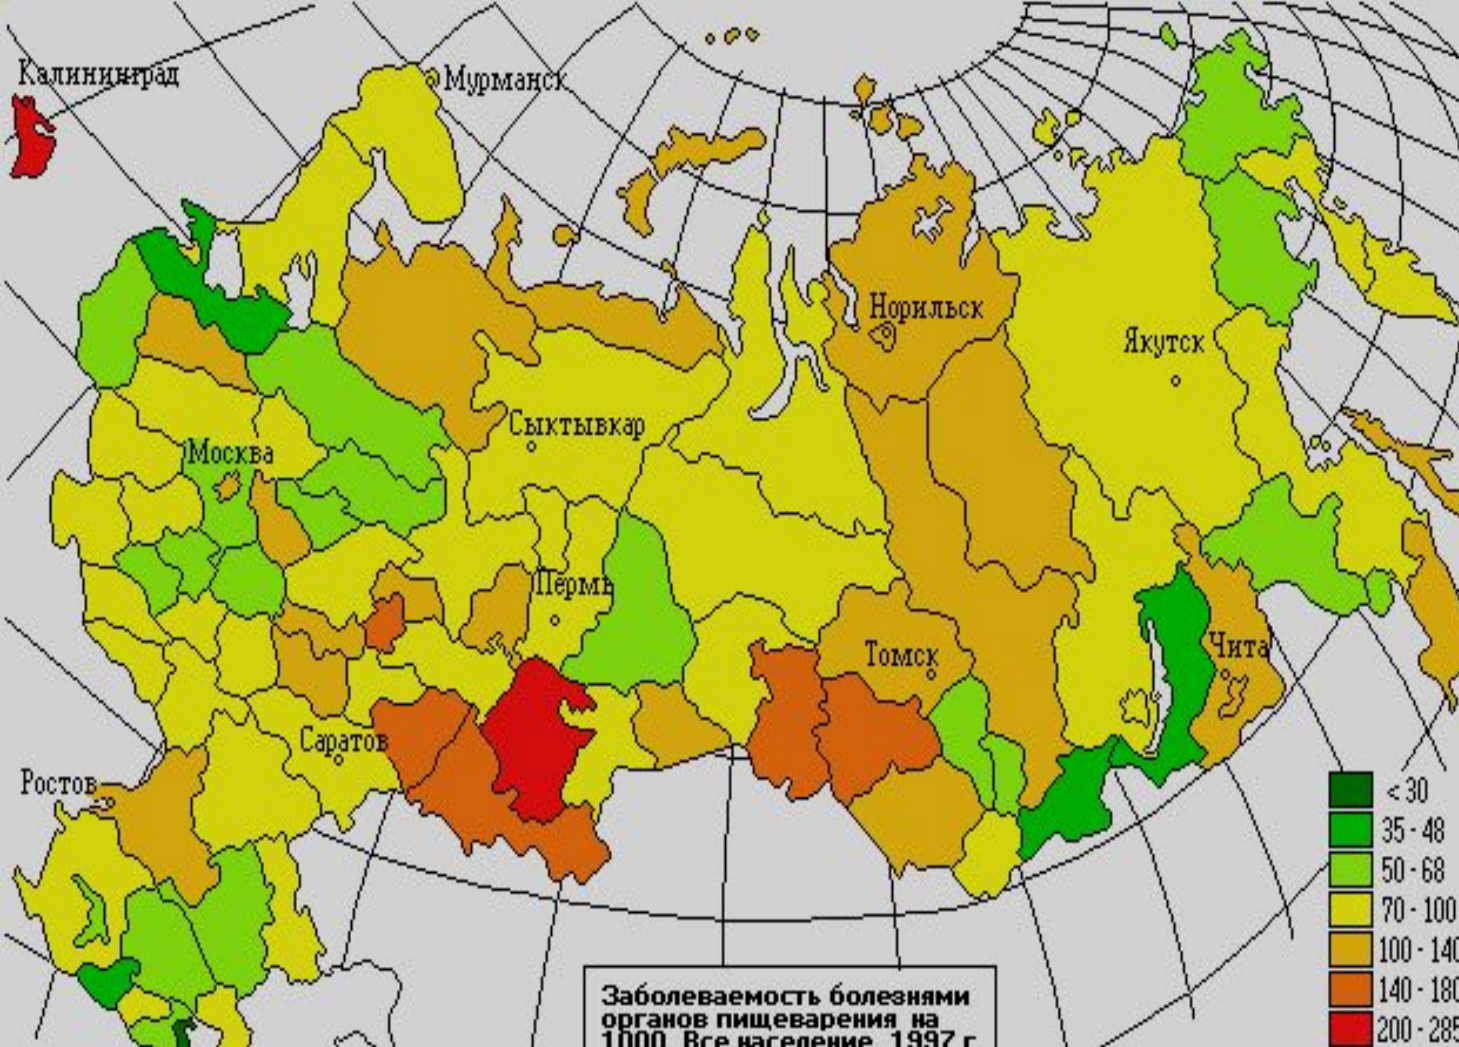 Калининград
Мурманск
Норильск
Якутск
Сыктывкар
Москва
Пермь
Томск
Чита
Саратов
Ростов
< 30
35 - 48
50 - 68
70 - 100
100 - 140
140 - 180
200 - 285
Заболеваемость болезнями
органов пищеварения на
1000. Все население. 1997 г